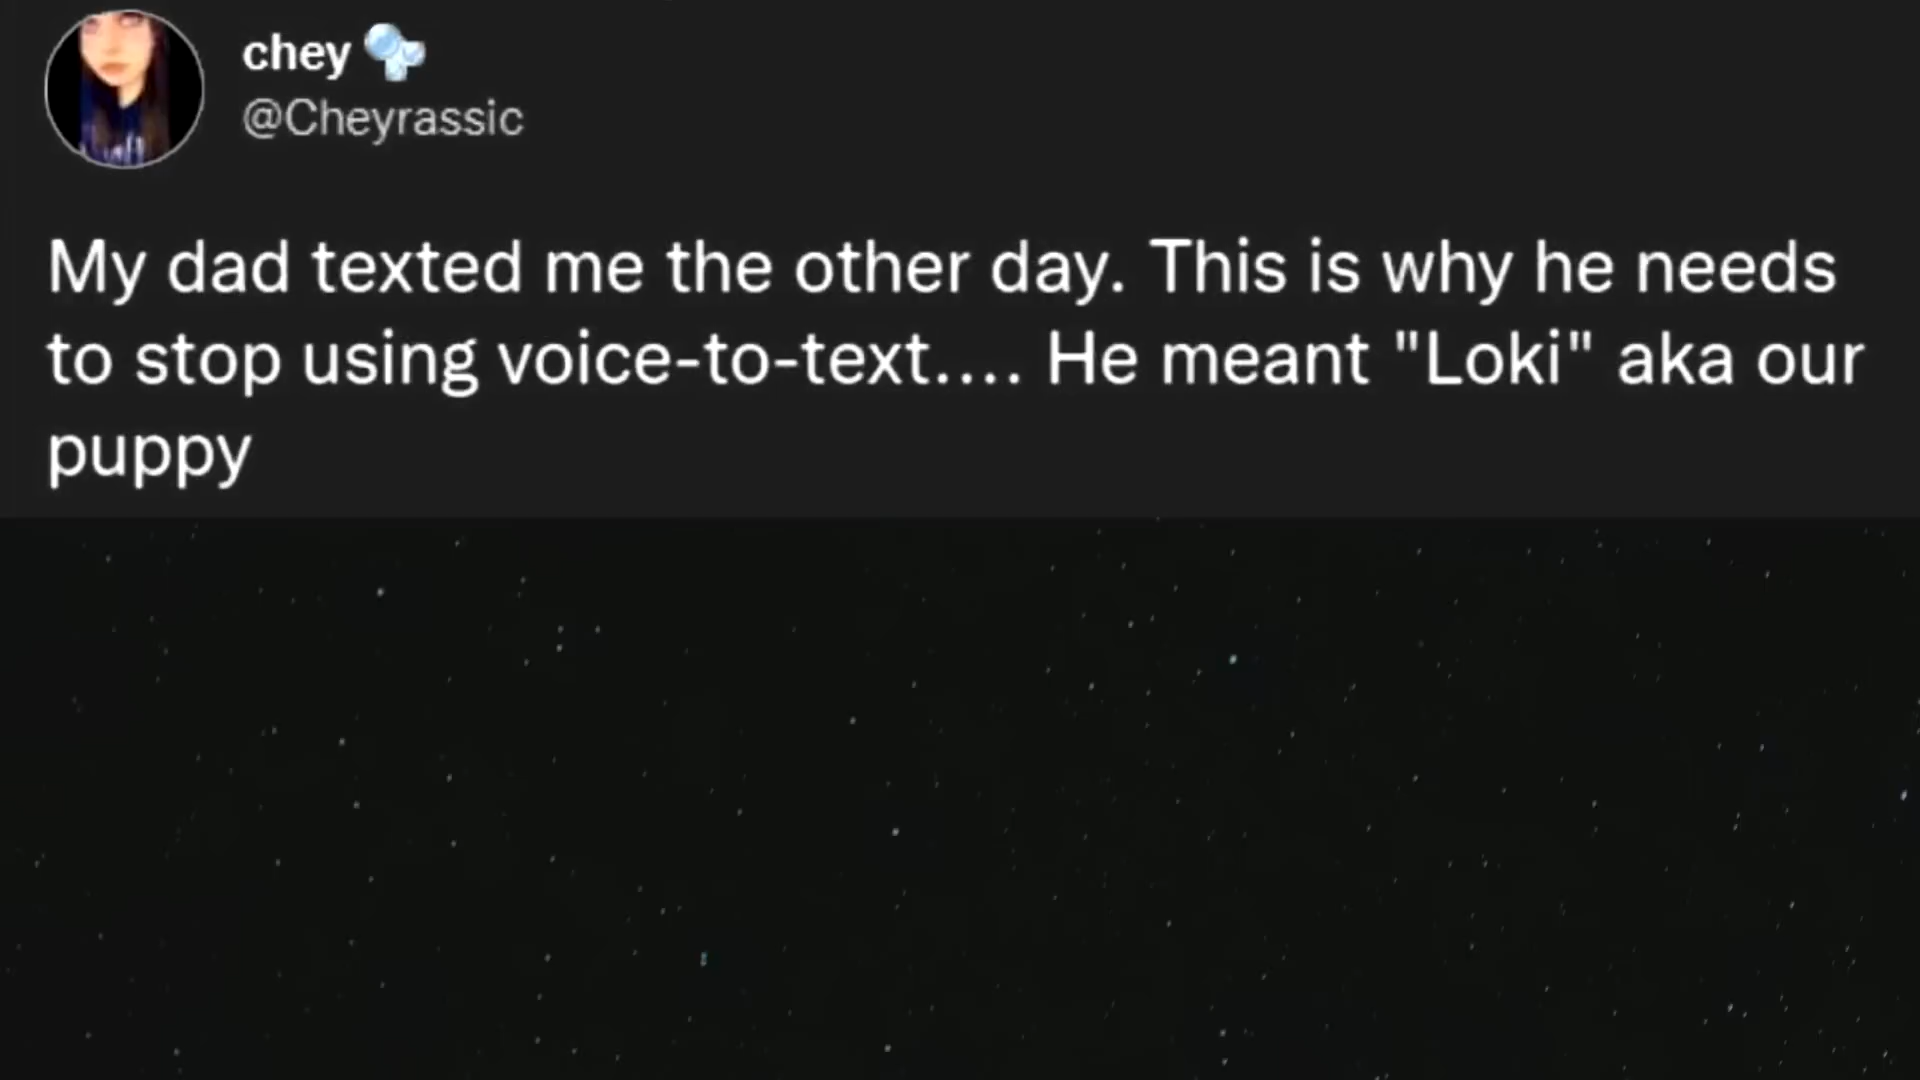 chey
@Cheyrassic
My dad texted me the other day. This is why he needs
to stop using voice-to-text.... He meant "Loki" aka our
puppy